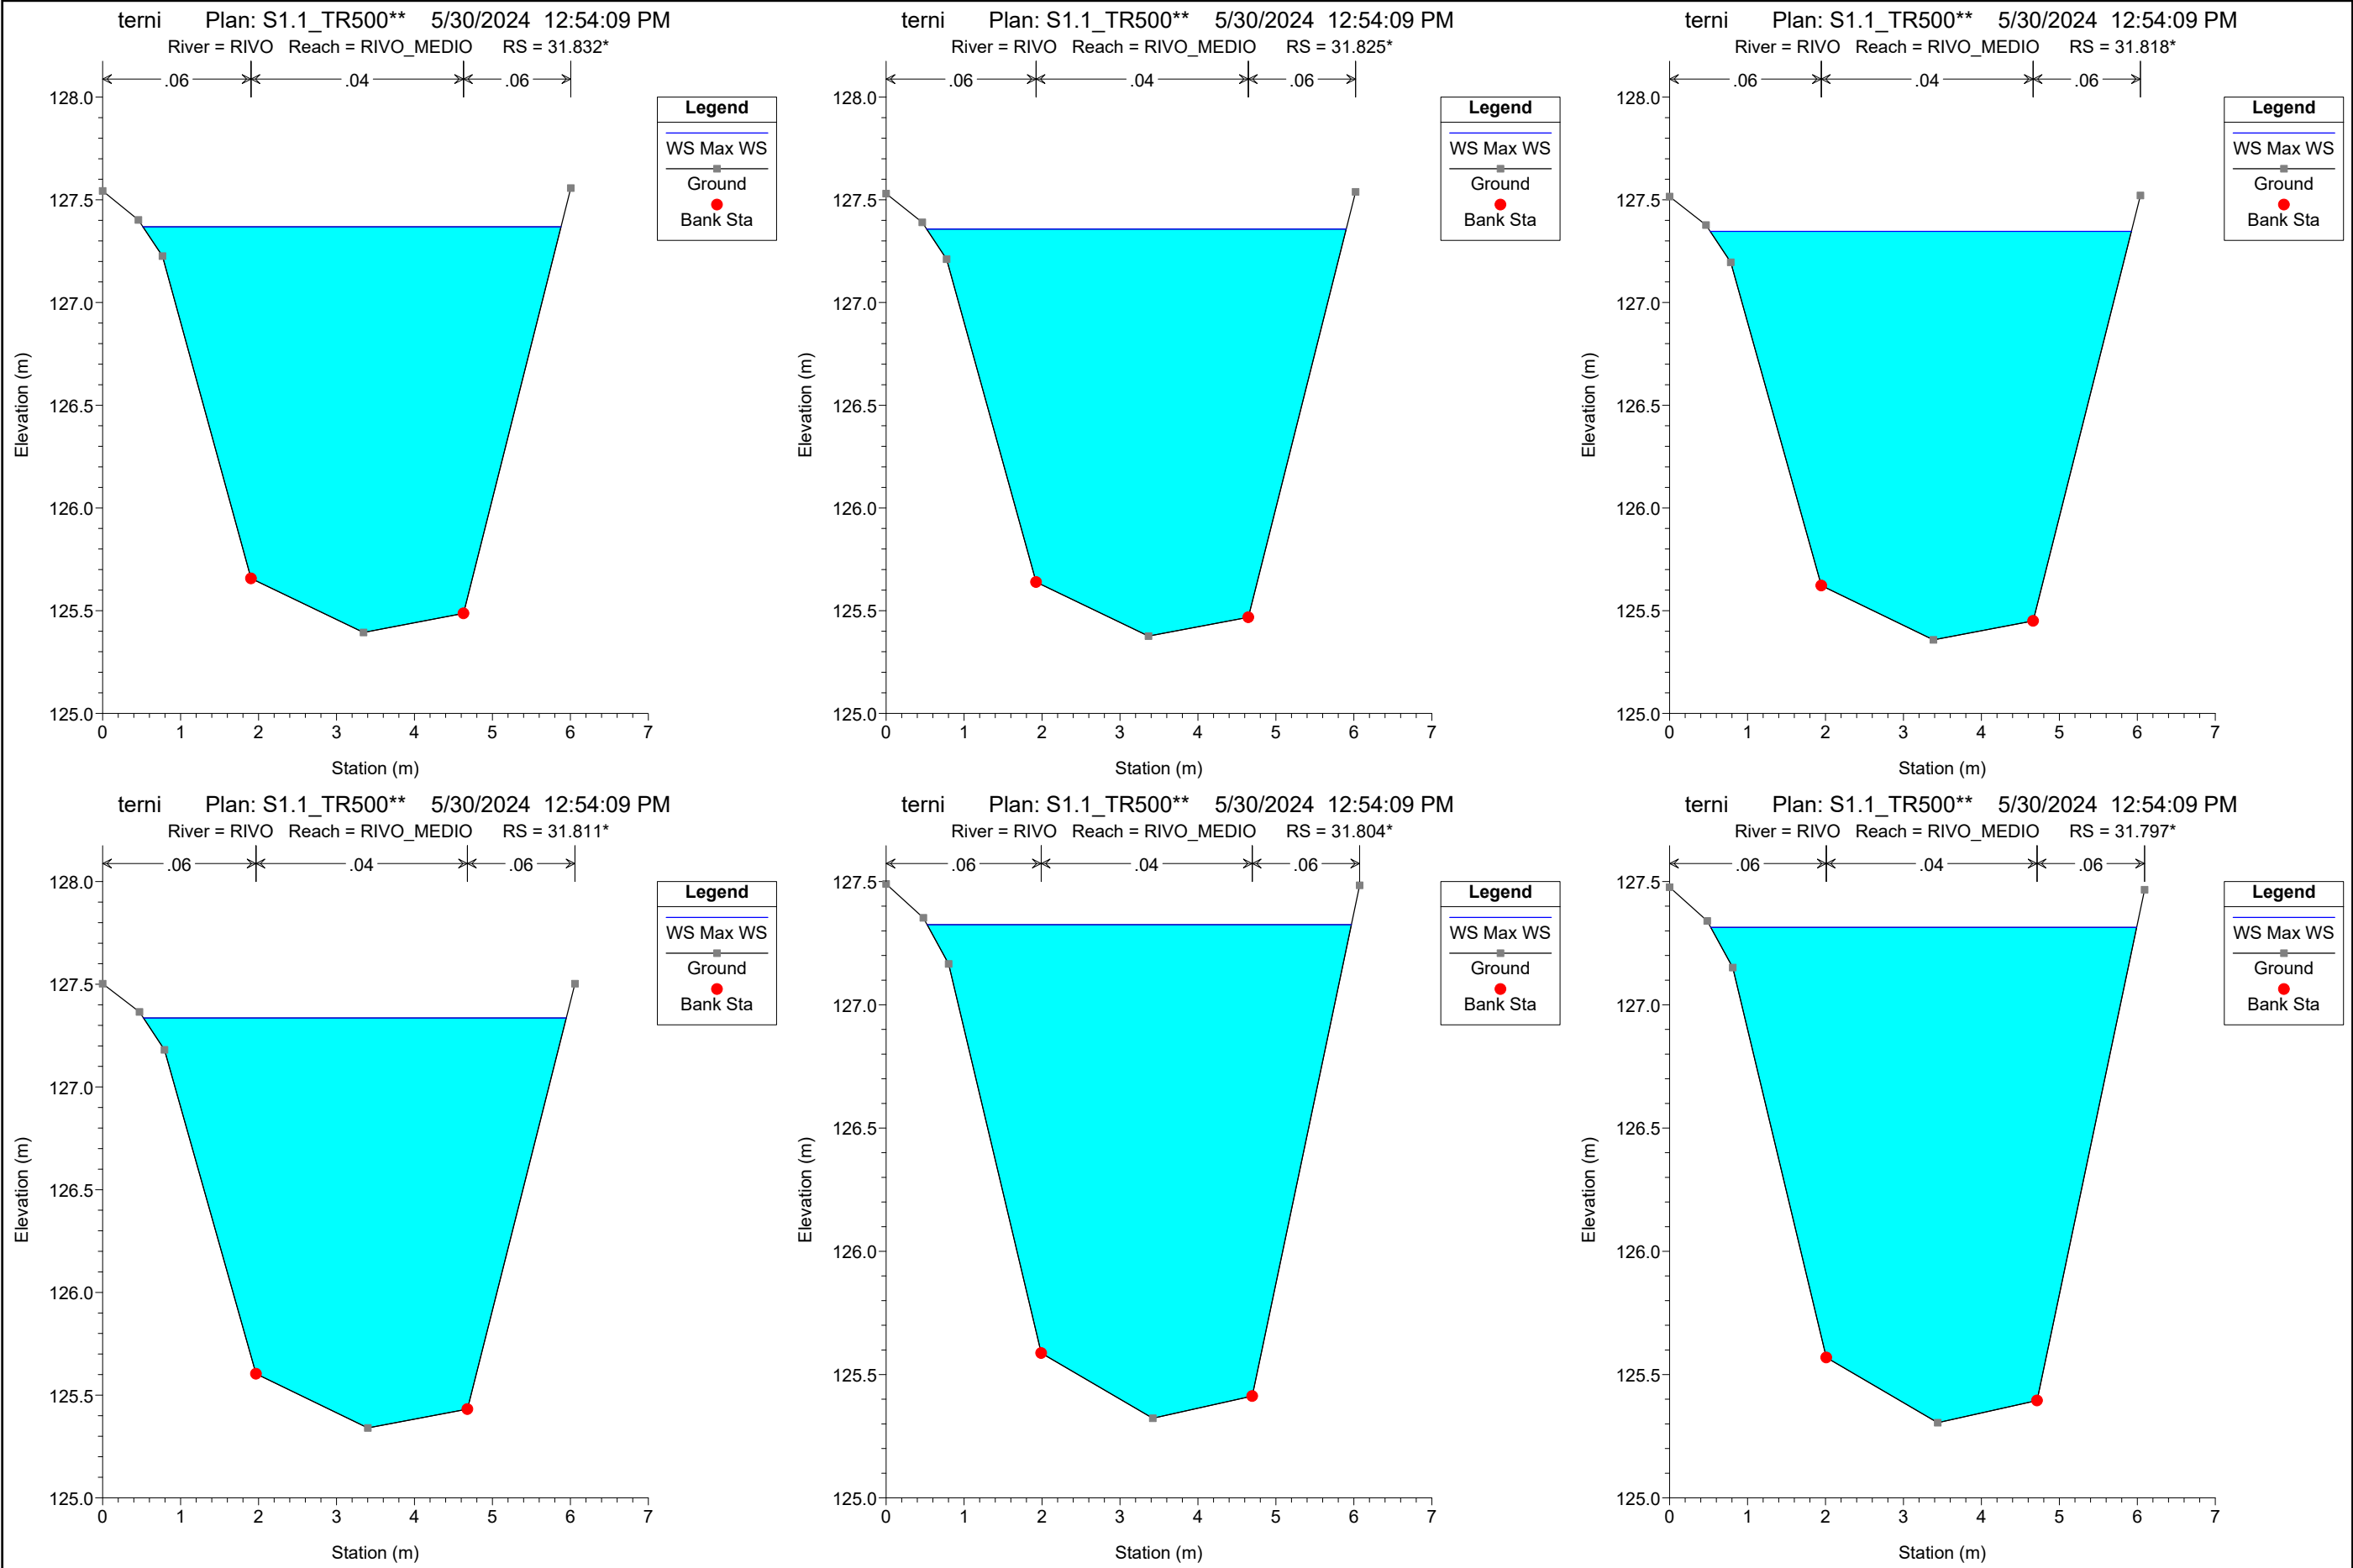 terni Plan: S1.1_TR500** 5/30/2024 12:54:09 PM
River = RIVO Reach = RIVO_MEDIO RS = 31.832*
.06 .04 .06
128.0
127.5
127.0
126.5
126.0
125.5
125.0
0 1 2 3 4 5 6 7
Station (m)
Elevation (m)
Legend
WS Max WS
Ground
Bank Sta
terni Plan: S1.1_TR500** 5/30/2024 12:54:09 PM
River = RIVO Reach = RIVO_MEDIO RS = 31.825*
.06 .04 .06
128.0
127.5
127.0
126.5
126.0
125.5
125.0
0 1 2 3 4 5 6 7
Station (m)
Elevation (m)
Legend
WS Max WS
Ground
Bank Sta
terni Plan: S1.1_TR500** 5/30/2024 12:54:09 PM
River = RIVO Reach = RIVO_MEDIO RS = 31.818*
.06 .04 .06
128.0
127.5
127.0
126.5
126.0
125.5
125.0
0 1 2 3 4 5 6 7
Station (m)
Elevation (m)
Legend
WS Max WS
Ground
Bank Sta
terni Plan: S1.1_TR500** 5/30/2024 12:54:09 PM
River = RIVO Reach = RIVO_MEDIO RS = 31.811*
.06 .04 .06
128.0
127.5
127.0
126.5
126.0
125.5
125.0
0 1 2 3 4 5 6 7
Station (m)
Elevation (m)
Legend
WS Max WS
Ground
Bank Sta
terni Plan: S1.1_TR500** 5/30/2024 12:54:09 PM
River = RIVO Reach = RIVO_MEDIO RS = 31.804*
.06 .04 .06
127.5
127.0
126.5
126.0
125.5
125.0
0 1 2 3 4 5 6 7
Station (m)
Elevation (m)
Legend
WS Max WS
Ground
Bank Sta
terni Plan: S1.1_TR500** 5/30/2024 12:54:09 PM
River = RIVO Reach = RIVO_MEDIO RS = 31.797*
.06 .04 .06
127.5
127.0
126.5
126.0
125.5
125.0
0 1 2 3 4 5 6 7
Station (m)
Elevation (m)
Legend
WS Max WS
Ground
Bank Sta